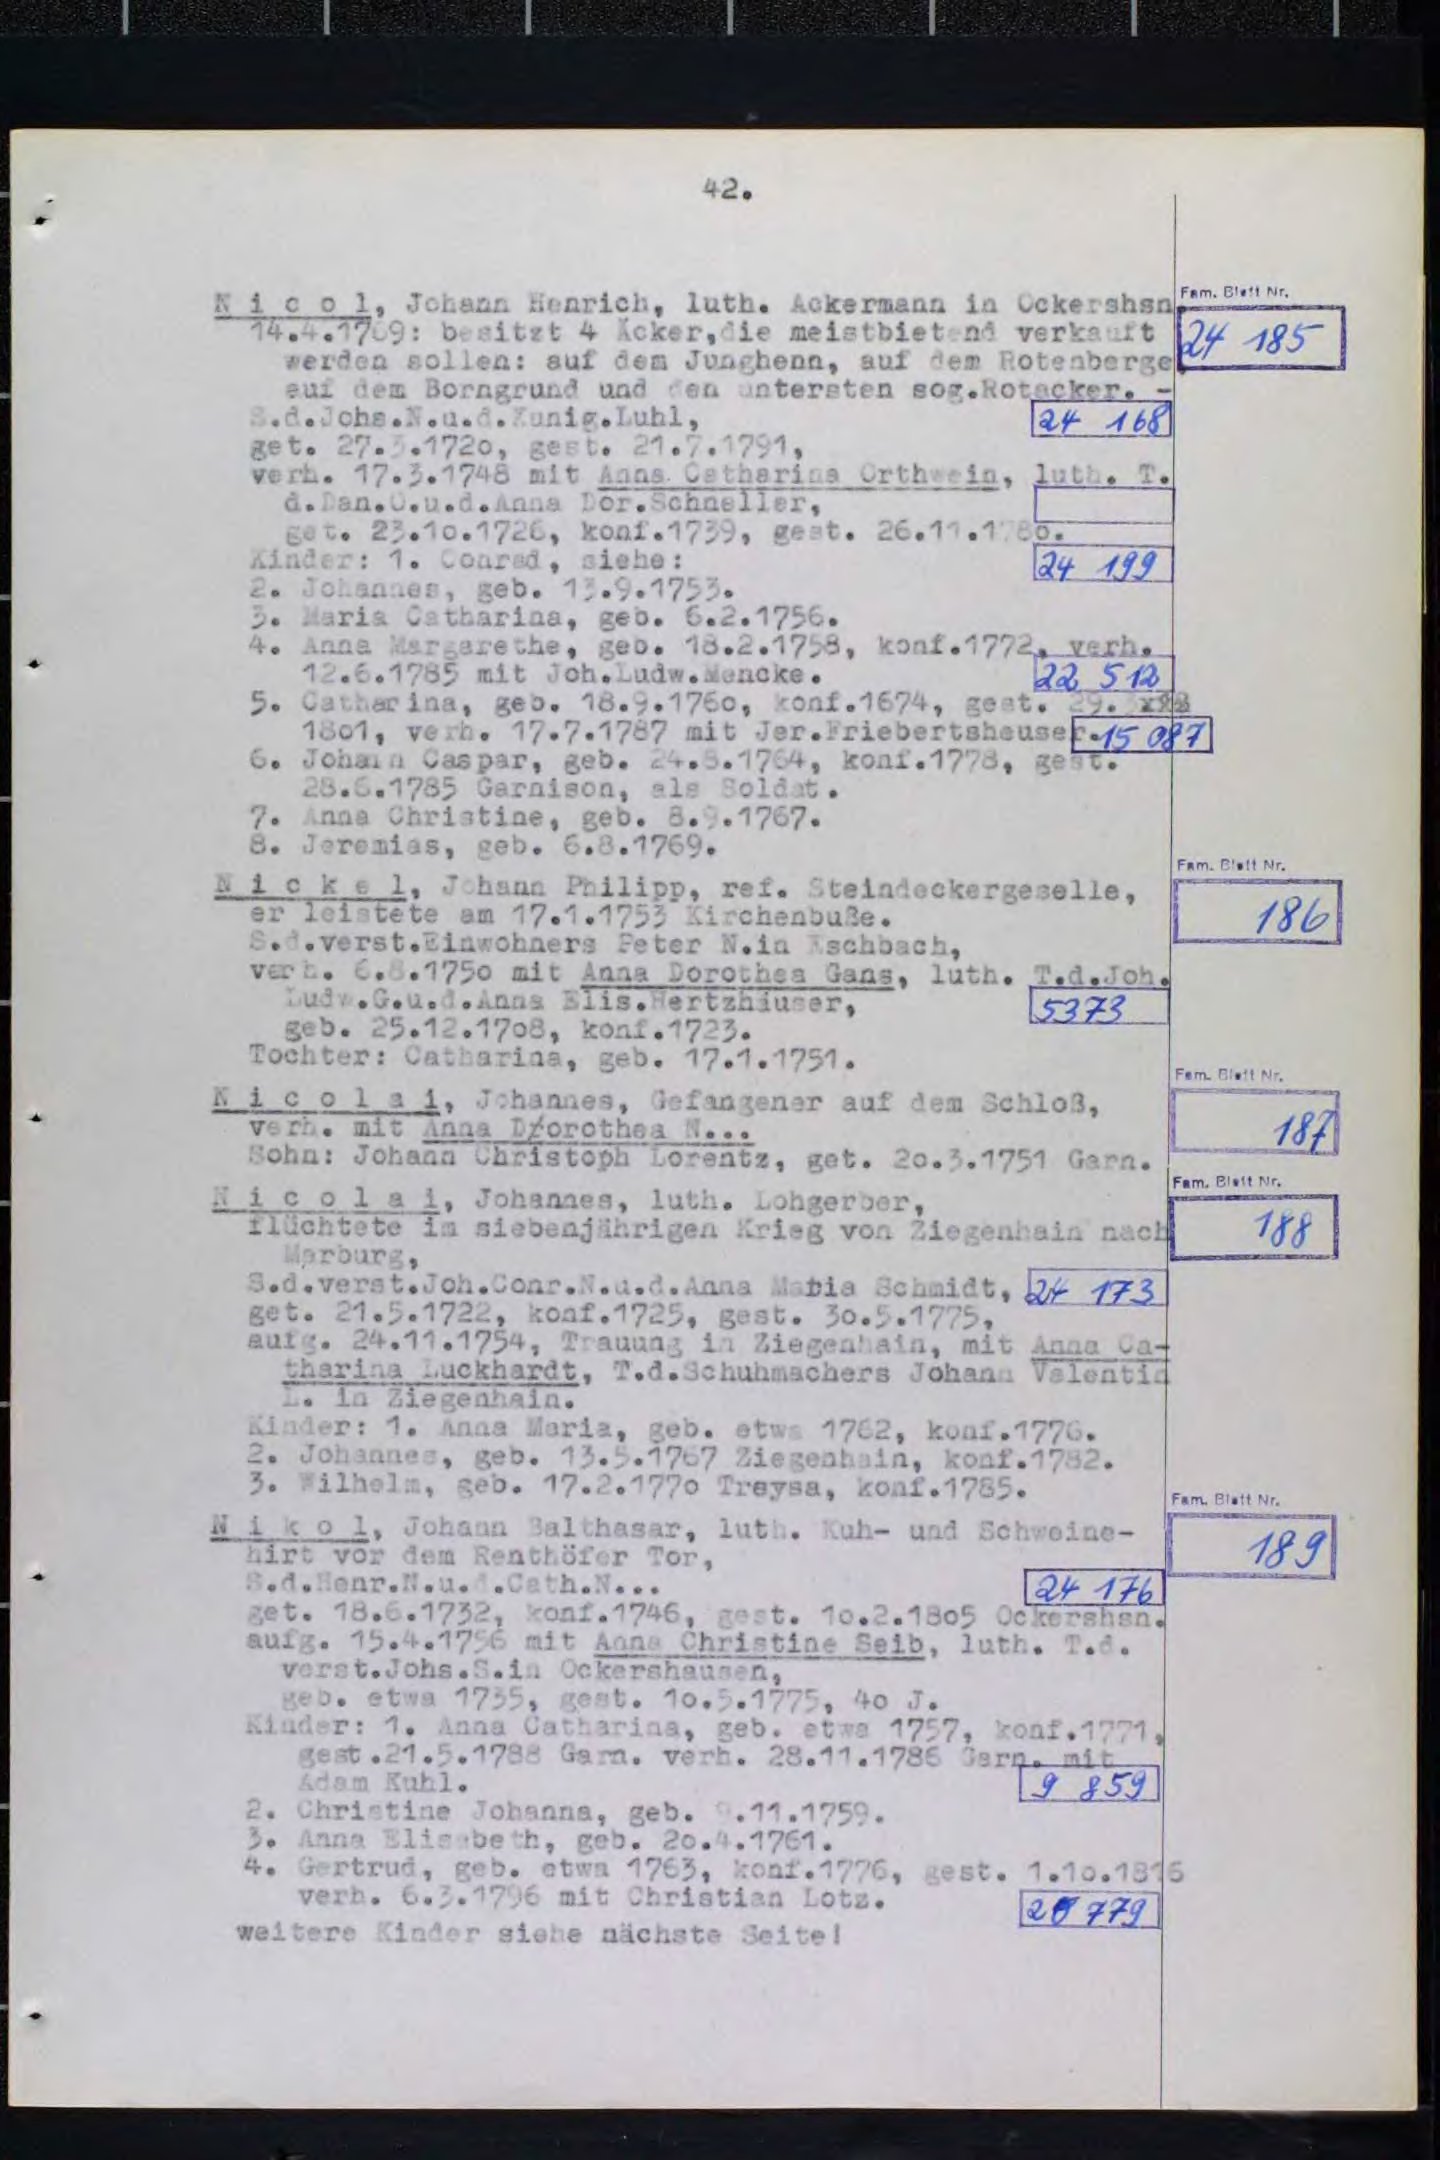 42.
N i c o l, Johann Henrich, luth. Ackermann in Ockershsn
Fam. Blatt Nr.
14.4.1769: besitzt 4 Äcker,die meistbietend verkauft
24 185
werden sollen: auf dem Junghenn, auf dem Rotenberge,
auf dem Borngrund und den untersten sog.Rotacker. -
S.d.Johs.N.u.d.Kunig.Luhl,
24 168
get. 27.3.1720, gest. 21.7.1791,
verh. 17.3.1748 mit Anna Catharina Orthwein, luth. T.
d.Dan.O.u.d.Anna Dor.Schneller,
get. 23.10.1726, konf.1739, gest. 26.11.1780.
Kinder: 1. Conrad, siehe:
24 199
2. Johannes, geb. 13.9.1753.
3. Maria Catharina, geb. 6.2.1756.
4. Anna Margarethe, geb. 18.2.1758, konf.1772, verh.
12.6.1785 mit Joh.Ludw.Mencke.
22 512
5. Catharina, geb. 18.9.1760, konf.1674, gest. 29.
1801, verh. 17.7.1787 mit Jer.Friebertshauser.
15 087
6. Johann Caspar, geb. 24.8.1764, konf.1778, gest.
28.6.1785 Garnison, als Soldat.
7. Anna Christine, geb. 8.9.1767.
8. Jeremias, geb. 6.8.1769.
Fam. Blatt Nr.
N i c k e l, Johann Philipp, ref. Steindeckergeselle,
186
er leistete am 17.1.1753 Kirchenbuße.
S.d.verst.Einwohners Peter N.in Eschbach,
verh. 6.8.1750 mit Anna Dorothea Gans, luth. T.d.Joh.
Ludw.G.u.d.Anna Elis.Hertzhäuser,
5373
geb. 25.12.1708, konf.1723.
Tochter: Catharina, geb. 17.1.1751.
Fam. Blatt Nr.
N i c o l a i, Johannes, Gefangener auf dem Schloß,
187
verh. mit Anna D/orothea N...
Sohn: Johann Christoph Lorentz, get. 20.3.1751 Garn.
Fam. Blatt Nr.
N i c o l a i, Johannes, luth. Lohgerber,
188
flüchtete im siebenjährigen Krieg von Ziegenhain nach
Marburg,
S.d.verst.Joh.Conr.N.u.d.Anna Maria Schmidt,
24 173
get. 21.5.1722, konf.1725, gest. 30.5.1775,
aufg. 24.11.1754, Trauung in Ziegenhain, mit Anna Ca-
tharina Luckhardt, T.d.Schuhmachers Johann Valentin
L. in Ziegenhain.
Kinder: 1. Anna Maria, geb. etwa 1762, konf.1776.
2. Johannes, geb. 13.5.1767 Ziegenhain, konf.1782.
3. Wilhelm, geb. 17.2.1770 Treysa, konf.1785.
Fam. Blatt Nr.
N i k o l, Johann Balthasar, luth. Kuh- und Schweine-
189
hirt vor dem Renthöfer Tor,
S.d.Henr.N.u.d.Cath.N...
24 176
get. 18.6.1732, konf.1746, gest. 10.2.1805 Ockershsn.
aufg. 15.4.1756 mit Anna Christine Seib, luth. T.d.
verst.Johs.S.in Ockershausen,
geb. etwa 1735, gest. 10.5.1775, 40 J.
Kinder: 1. Anna Catharina, geb. etwa 1757, konf.1771,
gest.21.5.1788 Garn. verh. 28.11.1786 Garn. mit
Adam Kuhl.
9 859
2. Christine Johanna, geb. 9.11.1759.
3. Anna Elisabeth, geb. 20.4.1761.
4. Gertrud, geb. etwa 1763, konf.1776, gest. 1.10.1816
verh. 6.3.1796 mit Christian Lotz.
20 779
weitere Kinder siehe nächste Seite!